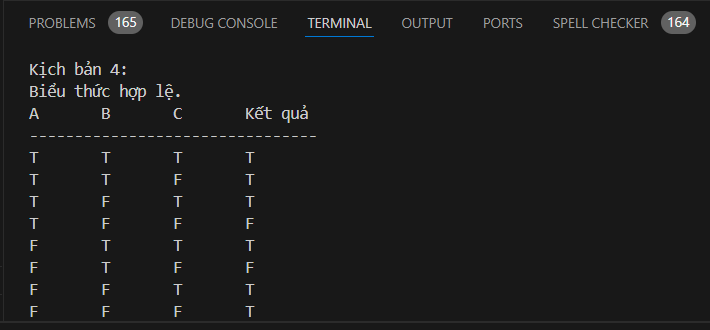 PROBLEMS 165 DEBUG CONSOLE TERMINAL OUTPUT PORTS SPELL CHECKER 164
Kịch bản 4:
Biểu thức hợp lệ.
A B C Kết quả
--------------------------------
T T T T
T T F T
T F T T
T F F F
F T T T
F T F F
F F T T
F F F T